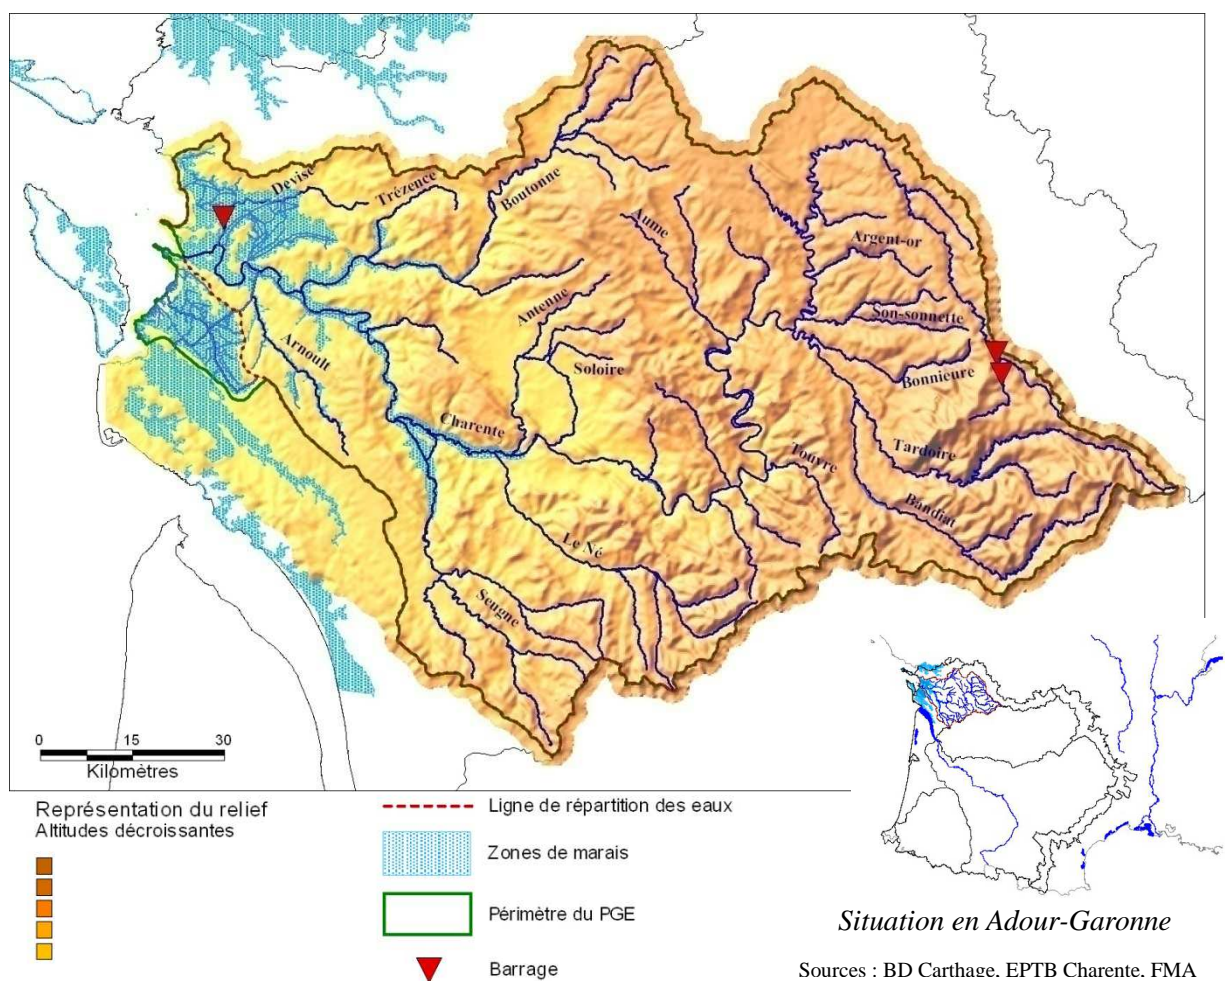 Devise
Trézence
Boutonne
Aume
Argent-or
Son-sonnette
Bonnieure
Antenne
Soloire
Arnoult
Charente
Tardoire
Touvre
Bandiat
Le Né
Seugne
0 15 30
Kilomètres
Représentation du relief
Altitudes décroissantes
Ligne de répartition des eaux
Zones de marais
Périmètre du PGE
Barrage
Situation en Adour-Garonne
Sources : BD Carthage, EPTB Charente, FMA